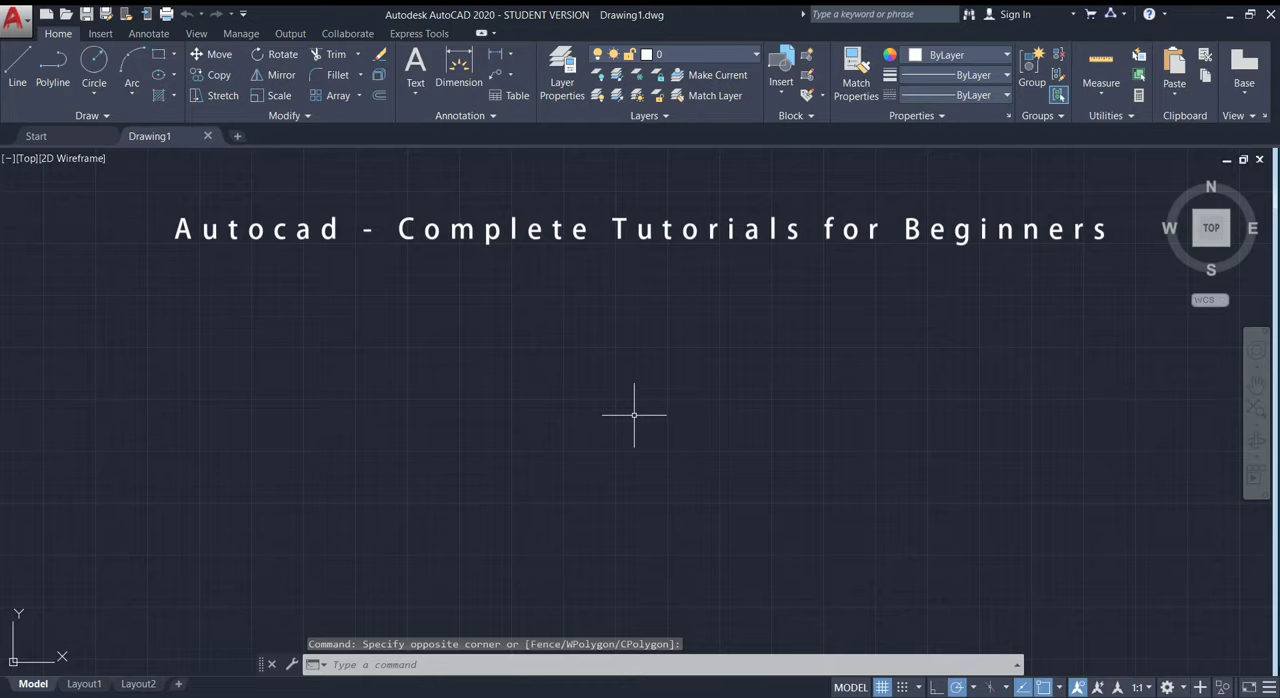 Autodesk AutoCAD 2020 - STUDENT VERSION Drawing1.dwg
Type a keyword or phrase
Sign In
Home Insert Annotate View Manage Output Collaborate Express Tools
Line Polyline Circle Arc
Move Rotate Trim
Copy Mirror Fillet
Stretch Scale Array
Text Dimension Table
Layer Properties
0
Make Current
Match Layer
Insert
Match Properties
ByLayer
ByLayer
ByLayer
Group
Measure
Paste
Base
Draw Modify Annotation Layers Block Properties Groups Utilities Clipboard View
Start Drawing1
[−][Top][2D Wireframe]
Autocad - Complete Tutorials for Beginners
N
W TOP E
S
WCS
Y
X
Command: Specify opposite corner or [Fence/WPolygon/CPolygon]:
Type a command
Model Layout1 Layout2
MODEL 1:1